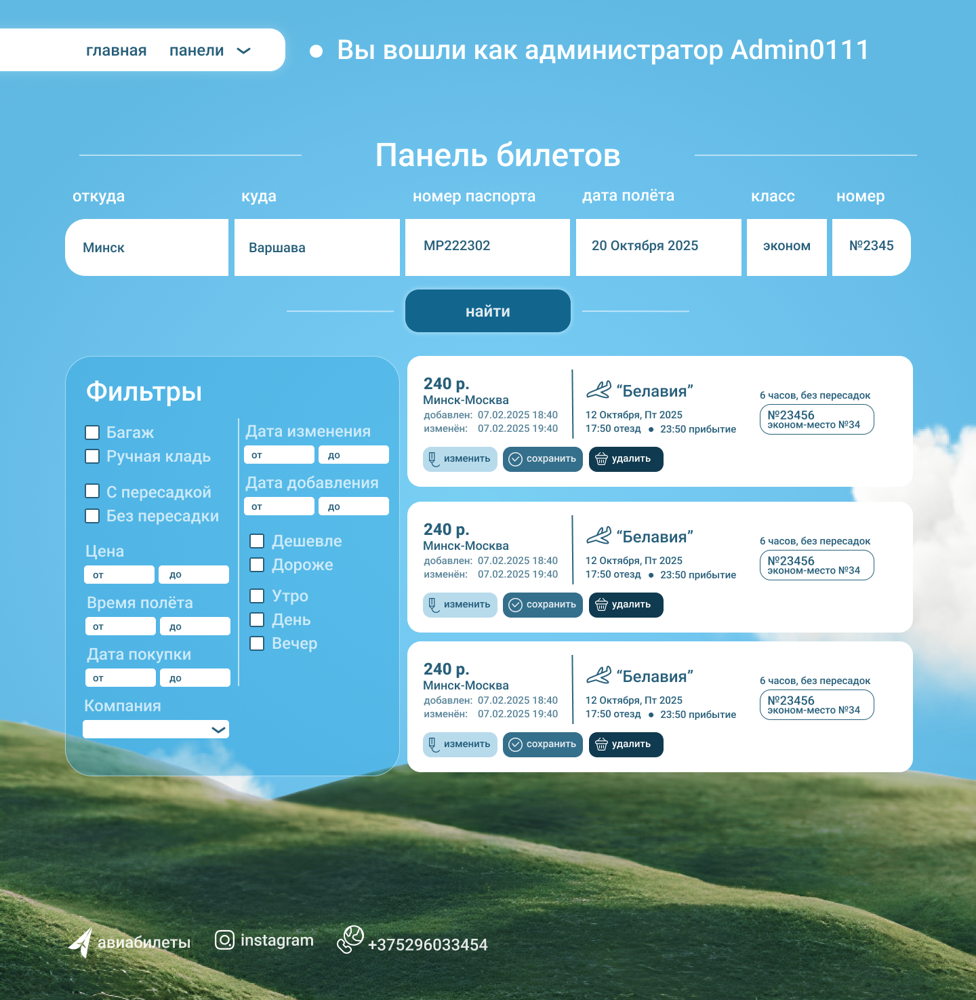 главная панели
Вы вошли как администратор Admin0111
Панель билетов
откуда куда номер паспорта дата полёта класс номер
Минск Варшава МР222302 20 Октября 2025 эконом №2345
найти
Фильтры
Багаж
Ручная кладь
С пересадкой
Без пересадки
Цена
от до
Время полёта
от до
Дата покупки
от до
Компания
Дата изменения
от до
Дата добавления
от до
Дешевле
Дороже
Утро
День
Вечер
240 р.
Минск-Москва
добавлен: 07.02.2025 18:40
изменён: 07.02.2025 19:40
“Белавия”
12 Октября, Пт 2025
17:50 отезд • 23:50 прибытие
6 часов, без пересадок
№23456
эконом-место №34
изменить сохранить удалить
240 р.
Минск-Москва
добавлен: 07.02.2025 18:40
изменён: 07.02.2025 19:40
“Белавия”
12 Октября, Пт 2025
17:50 отезд • 23:50 прибытие
6 часов, без пересадок
№23456
эконом-место №34
изменить сохранить удалить
240 р.
Минск-Москва
добавлен: 07.02.2025 18:40
изменён: 07.02.2025 19:40
“Белавия”
12 Октября, Пт 2025
17:50 отезд • 23:50 прибытие
6 часов, без пересадок
№23456
эконом-место №34
изменить сохранить удалить
авиабилеты instagram +375296033454